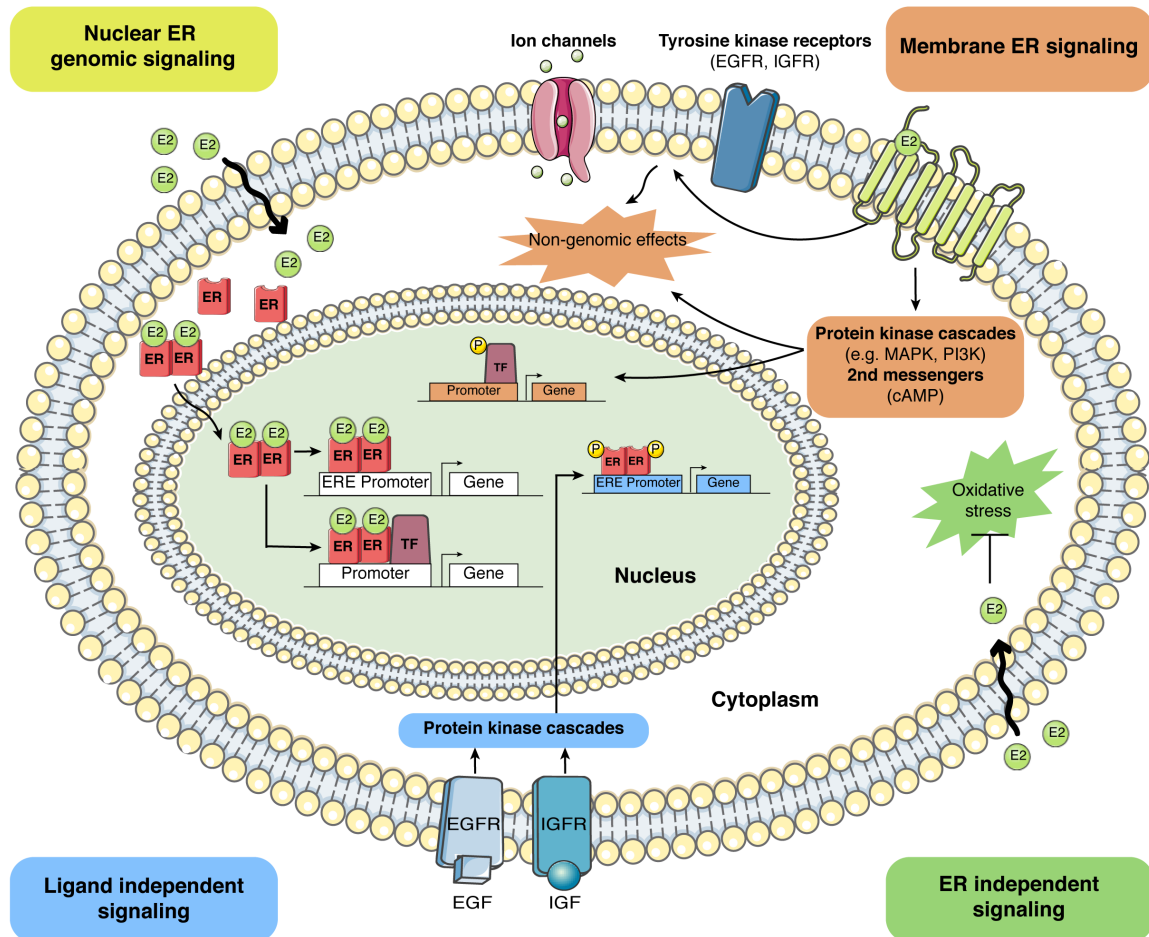 Nuclear ER
genomic signaling
Ion channels
Tyrosine kinase receptors
(EGFR, IGFR)
Membrane ER signaling
E2
E2
E2
E2
E2
E2
Non-genomic effects
ER
ER
E2
E2
ER
ER
Protein kinase cascades
(e.g. MAPK, PI3K)
2nd messengers
(cAMP)
P
TF
Promoter
Gene
E2
E2
ER
ER
E2
E2
ER
ER
ERE Promoter
Gene
P
P
ER
ER
ERE Promoter
Gene
Oxidative
stress
E2
E2
ER
ER
TF
Promoter
Gene
Nucleus
E2
Cytoplasm
Protein kinase cascades
E2
E2
EGFR
IGFR
EGF
IGF
Ligand independent
signaling
ER independent
signaling